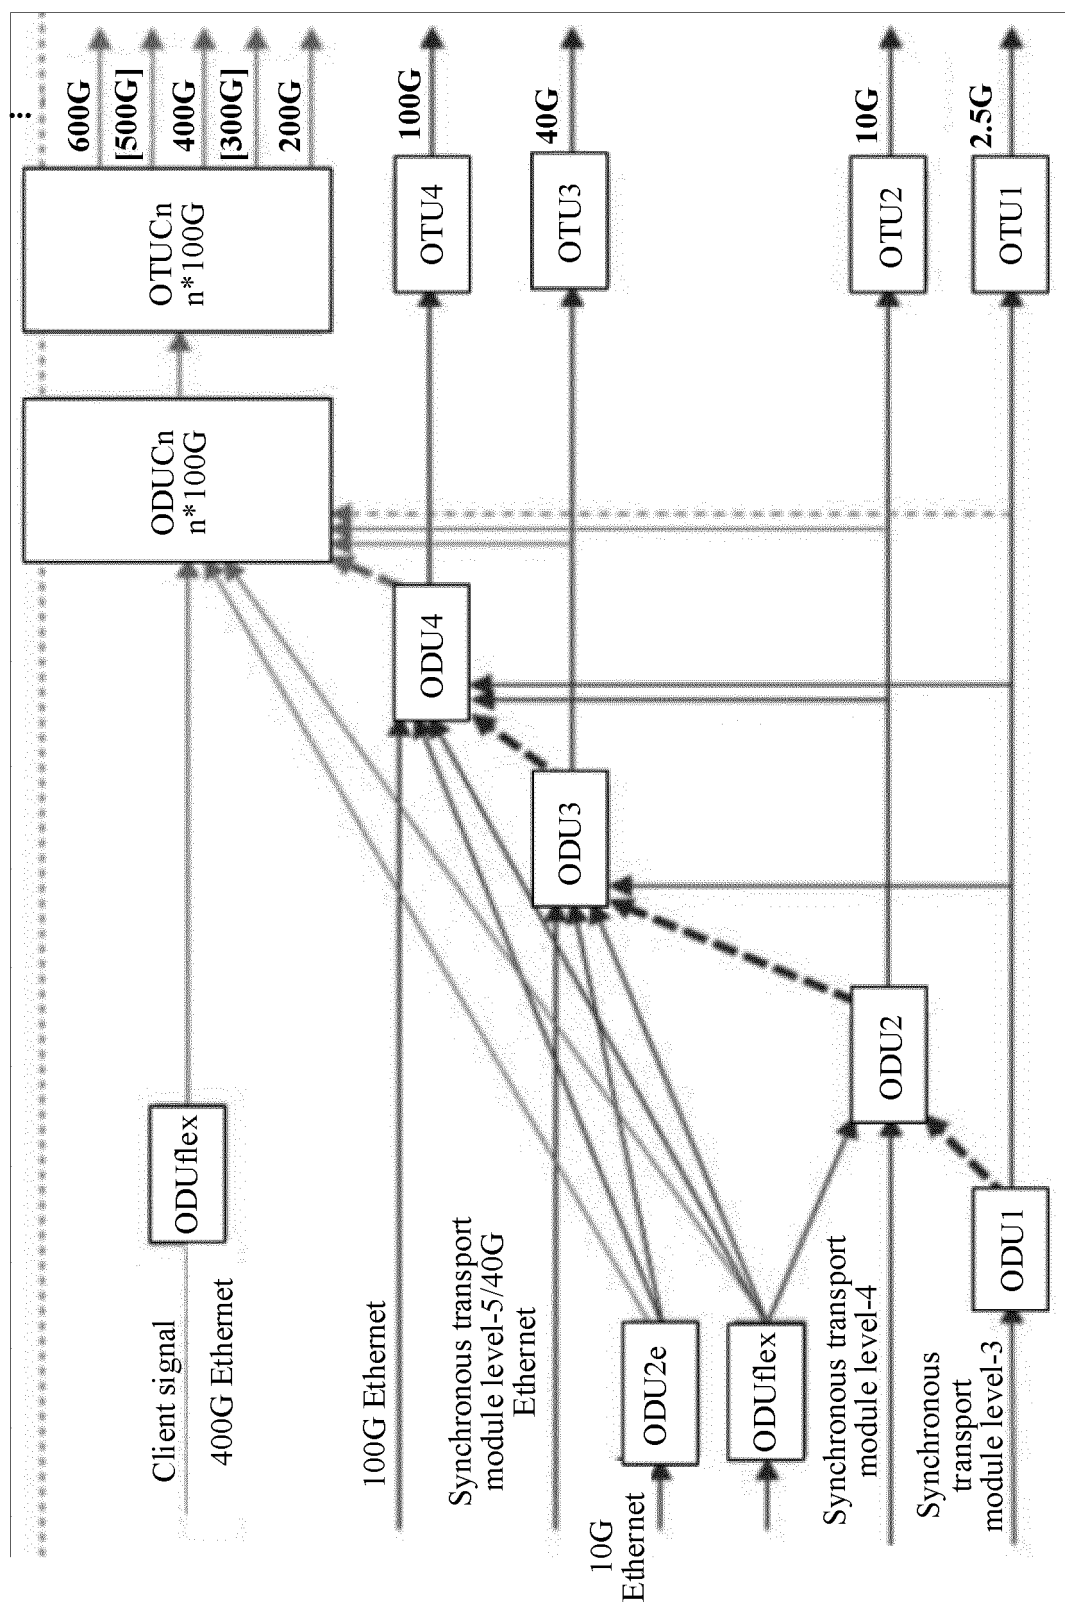 Client signal
400G Ethernet
ODUflex
ODUCn
n*100G
OTUCn
n*100G
...
600G
[500G]
400G
[300G]
200G
100G Ethernet
ODU4
OTU4
100G
Synchronous transport
module level-5/40G
Ethernet
ODU3
OTU3
40G
10G
Ethernet
ODU2e
ODUflex
Synchronous transport
module level-4
ODU2
OTU2
10G
Synchronous
transport
module level-3
ODU1
OTU1
2.5G